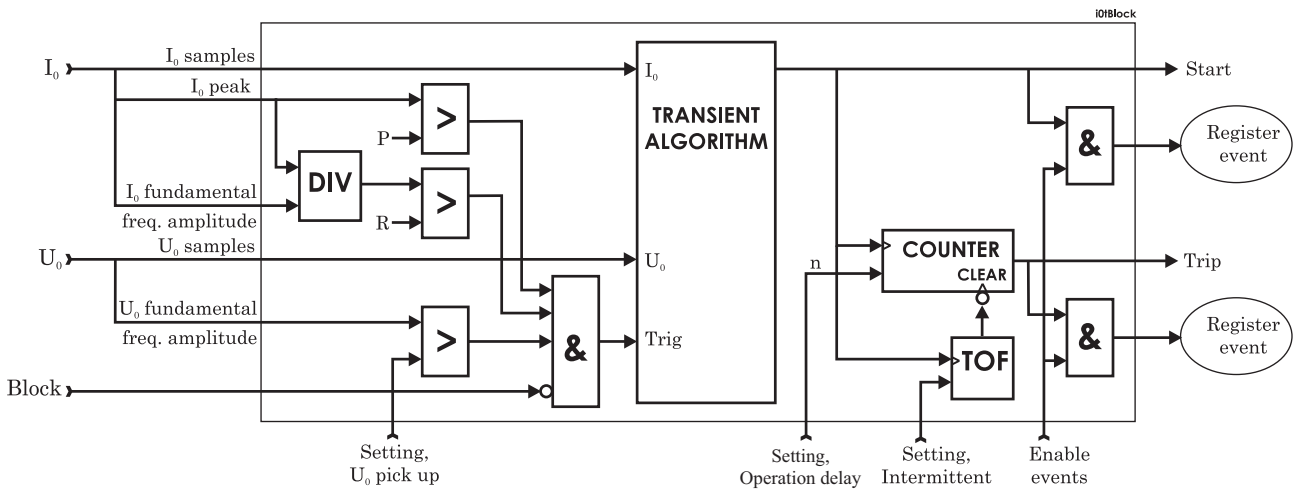 i0tBlock
I₀ samples
I₀
I₀
Start
I₀ peak
>
TRANSIENT
ALGORITHM
P
&
Register
event
DIV
>
I₀ fundamental
freq. amplitude
R
U₀ samples
U₀
U₀
n
COUNTER
CLEAR
Trip
U₀ fundamental
freq. amplitude
>
&
Trig
TOF
&
Register
event
Block
Setting,
U₀ pick up
Setting,
Operation delay
Setting,
Intermittent
Enable
events